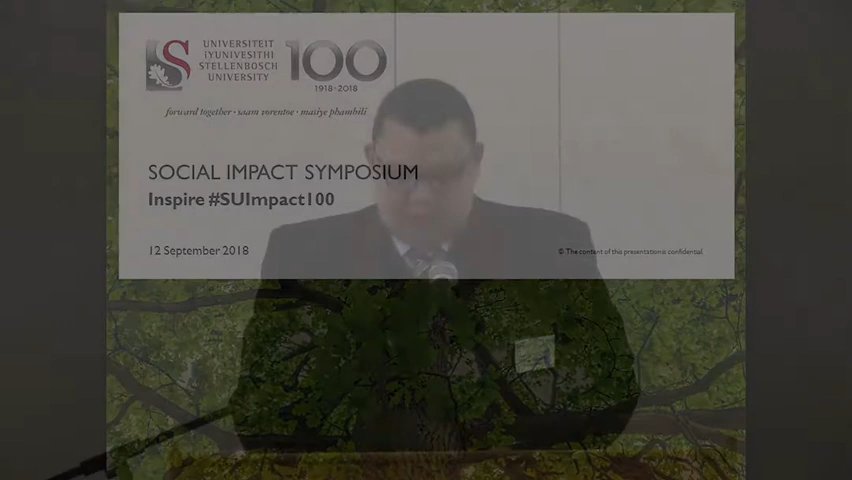 UNIVERSITEIT
iYUNIVESITHI
STELLENBOSCH
UNIVERSITY
100
1918 · 2018
forward together · saam vorentoe · masiye phambili
SOCIAL IMPACT SYMPOSIUM
Inspire #SUImpact100
12 September 2018
© The content of this presentation is confidential